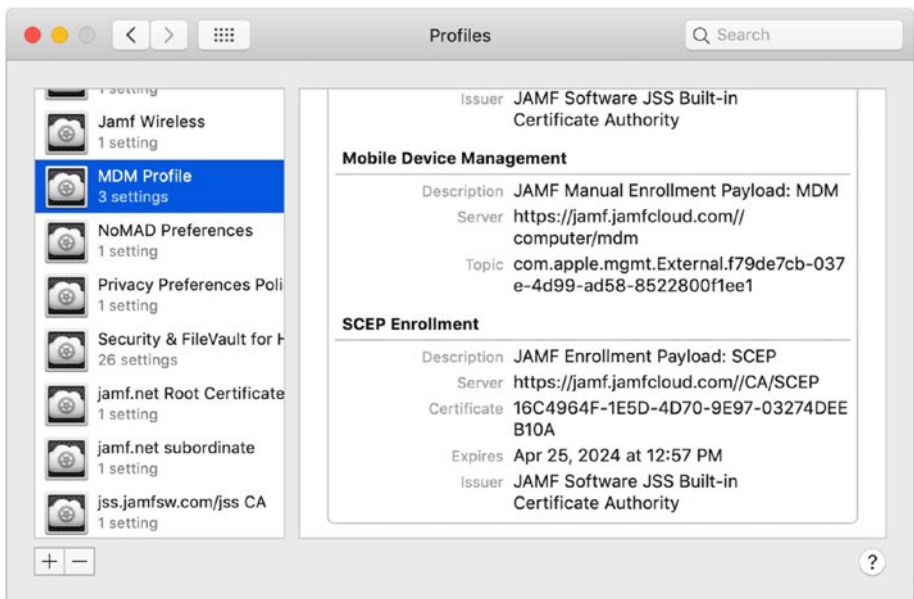 Profiles
Search
1 setting
Jamf Wireless
1 setting
MDM Profile
3 settings
NoMAD Preferences
1 setting
Privacy Preferences Poli
1 setting
Security & FileVault for H
26 settings
jamf.net Root Certificate
1 setting
jamf.net subordinate
1 setting
jss.jamfsw.com/jss CA
1 setting
Issuer JAMF Software JSS Built-in
Certificate Authority
Mobile Device Management
Description JAMF Manual Enrollment Payload: MDM
Server https://jamf.jamfcloud.com//
computer/mdm
Topic com.apple.mgmt.External.f79de7cb-037
e-4d99-ad58-8522800f1ee1
SCEP Enrollment
Description JAMF Enrollment Payload: SCEP
Server https://jamf.jamfcloud.com//CA/SCEP
Certificate 16C4964F-1E5D-4D70-9E97-03274DEE
B10A
Expires Apr 25, 2024 at 12:57 PM
Issuer JAMF Software JSS Built-in
Certificate Authority
+ −
?